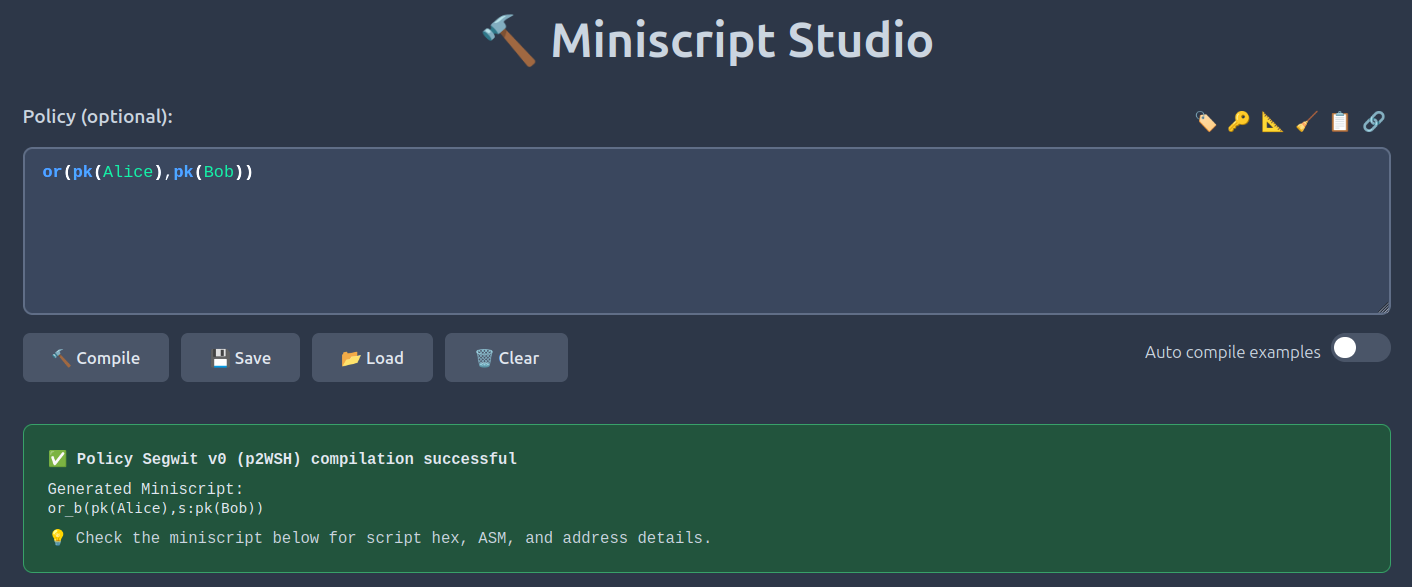 🔨 Miniscript Studio
Policy (optional):
🏷️ 🔑 📐 🧹 📋 🔗
or(pk(Alice),pk(Bob))
🔨 Compile 💾 Save 📂 Load 🗑️ Clear Auto compile examples
✅ Policy Segwit v0 (p2WSH) compilation successful
Generated Miniscript:
or_b(pk(Alice),s:pk(Bob))
💡 Check the miniscript below for script hex, ASM, and address details.